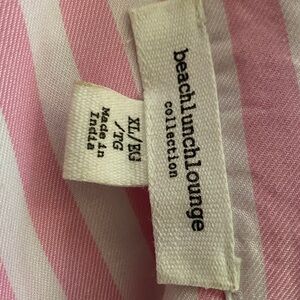 beachlunchlounge
collection
XL/EG
/TG
Made in
India